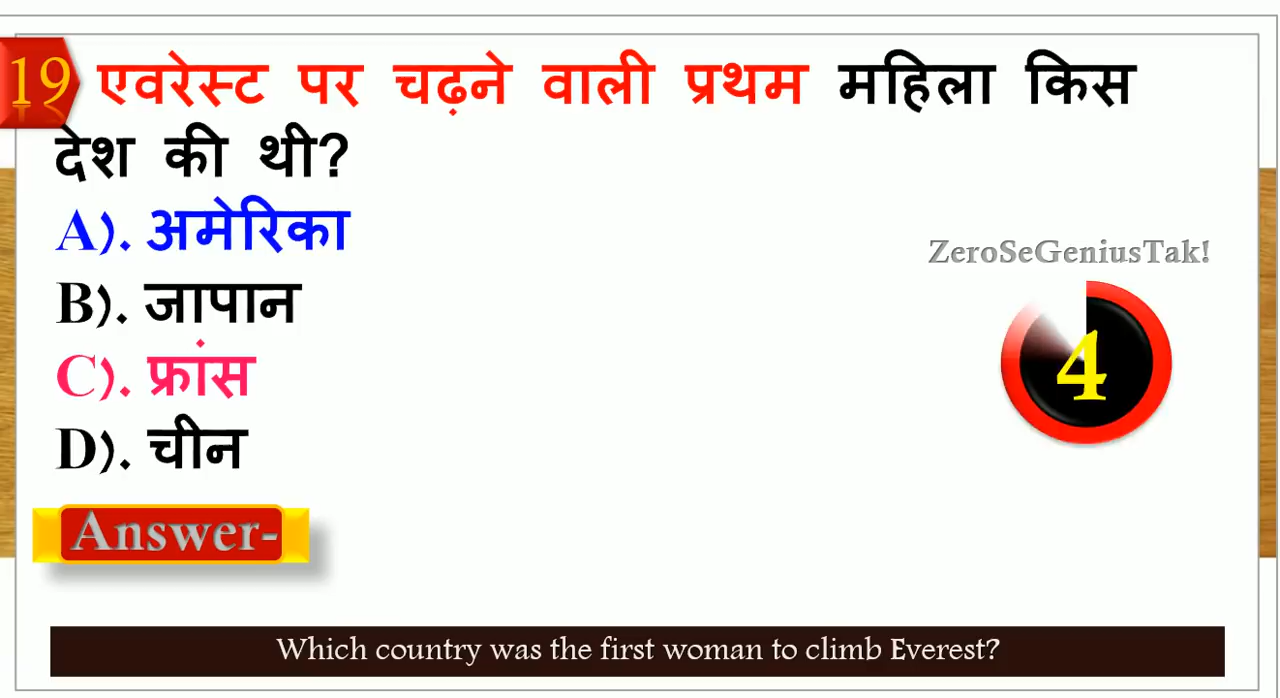 19 एवरेस्ट पर चढ़ने वाली प्रथम महिला किस
देश की थी?
A). अमेरिका
B). जापान
C). फ्रांस
D). चीन
ZeroSeGeniusTak!
4
Answer-
Which country was the first woman to climb Everest?